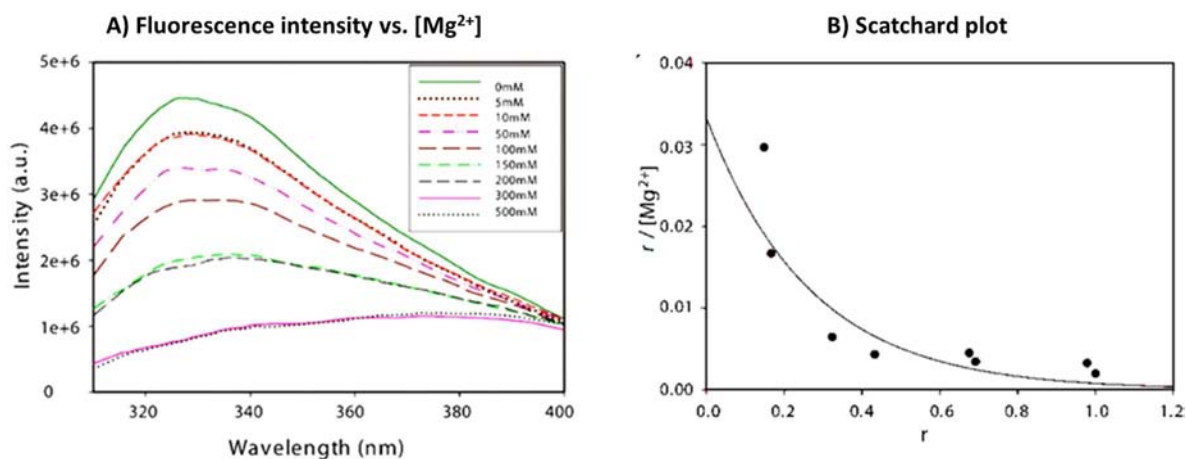 A) Fluorescence intensity vs. [Mg²⁺]
5e+6
4e+6
3e+6
2e+6
1e+6
0
Intensity (a.u.)
0mM
5mM
10mM
50mM
100mM
150mM
200mM
300mM
500mM
320
340
360
380
400
Wavelength (nm)
B) Scatchard plot
0.04
0.03
0.02
0.01
0.00
r / [Mg²⁺]
0.0
0.2
0.4
0.6
0.8
1.0
1.2
r